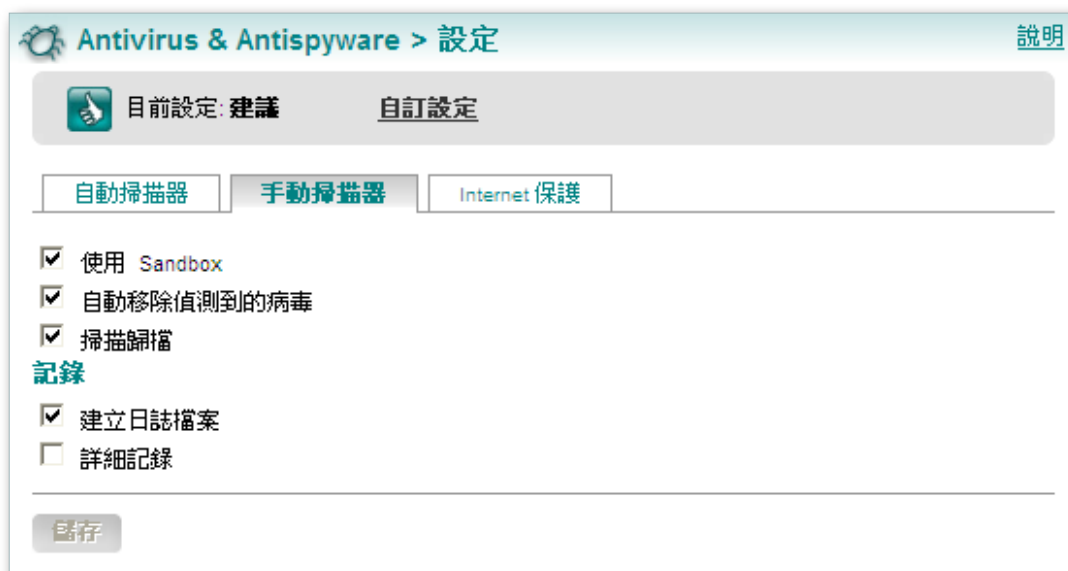 Antivirus & Antispyware > 設定 說明
目前設定: 建議 自訂設定
自動掃描器 手動掃描器 Internet 保護
使用 Sandbox
自動移除偵測到的病毒
掃描歸檔
記錄
建立日誌檔案
詳細記錄
儲存